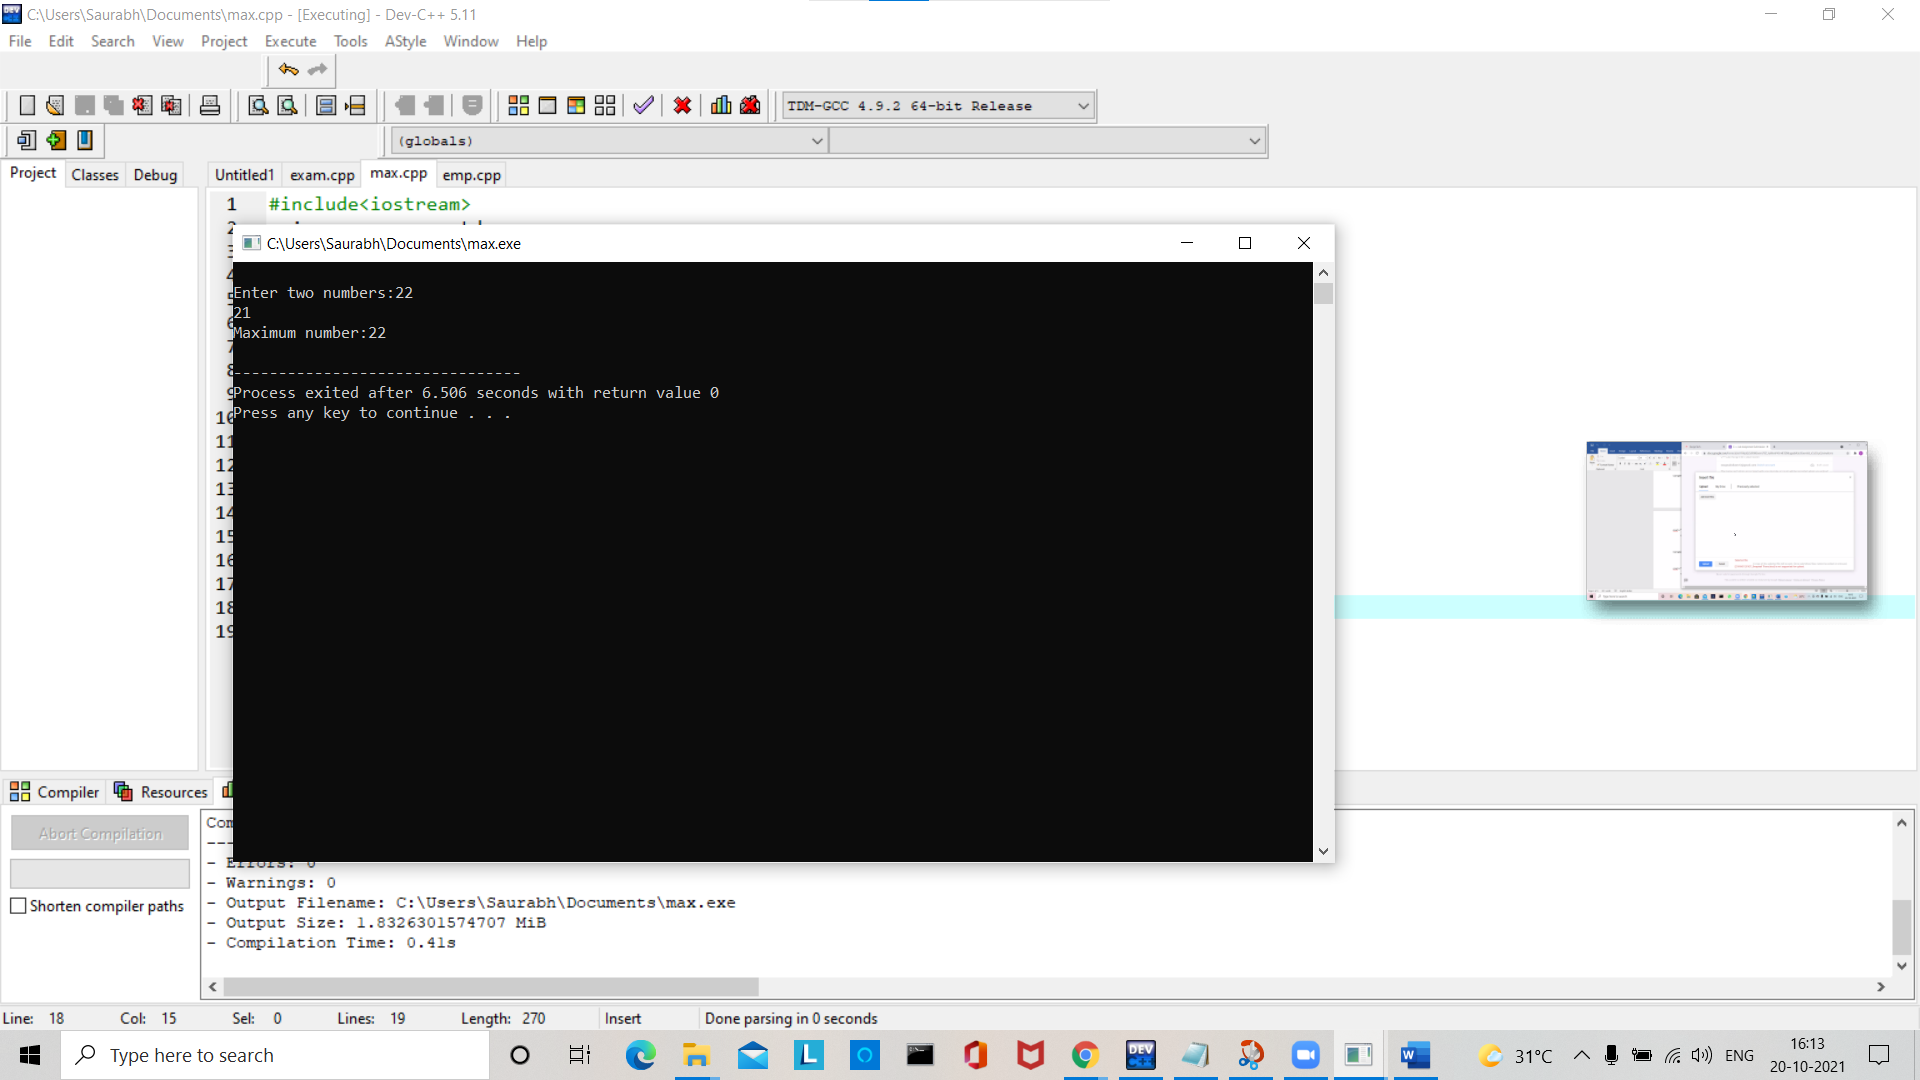 C:\Users\Saurabh\Documents\max.cpp - [Executing] - Dev-C++ 5.11
File Edit Search View Project Execute Tools AStyle Window Help
TDM-GCC 4.9.2 64-bit Release
(globals)
Project Classes Debug
Untitled1 exam.cpp max.cpp emp.cpp
1 #include<iostream>
C:\Users\Saurabh\Documents\max.exe
Enter two numbers:22
21
Maximum number:22
--------------------------------
Process exited after 6.506 seconds with return value 0
Press any key to continue . . .
10
11
12
13
14
15
16
17
18
19
Compiler Resources
Abort Compilation
Shorten compiler paths
- Errors: 0
- Warnings: 0
- Output Filename: C:\Users\Saurabh\Documents\max.exe
- Output Size: 1.8326301574707 MiB
- Compilation Time: 0.41s
Line: 18 Col: 15 Sel: 0 Lines: 19 Length: 270 Insert Done parsing in 0 seconds
Type here to search
31°C
ENG
16:13
20-10-2021